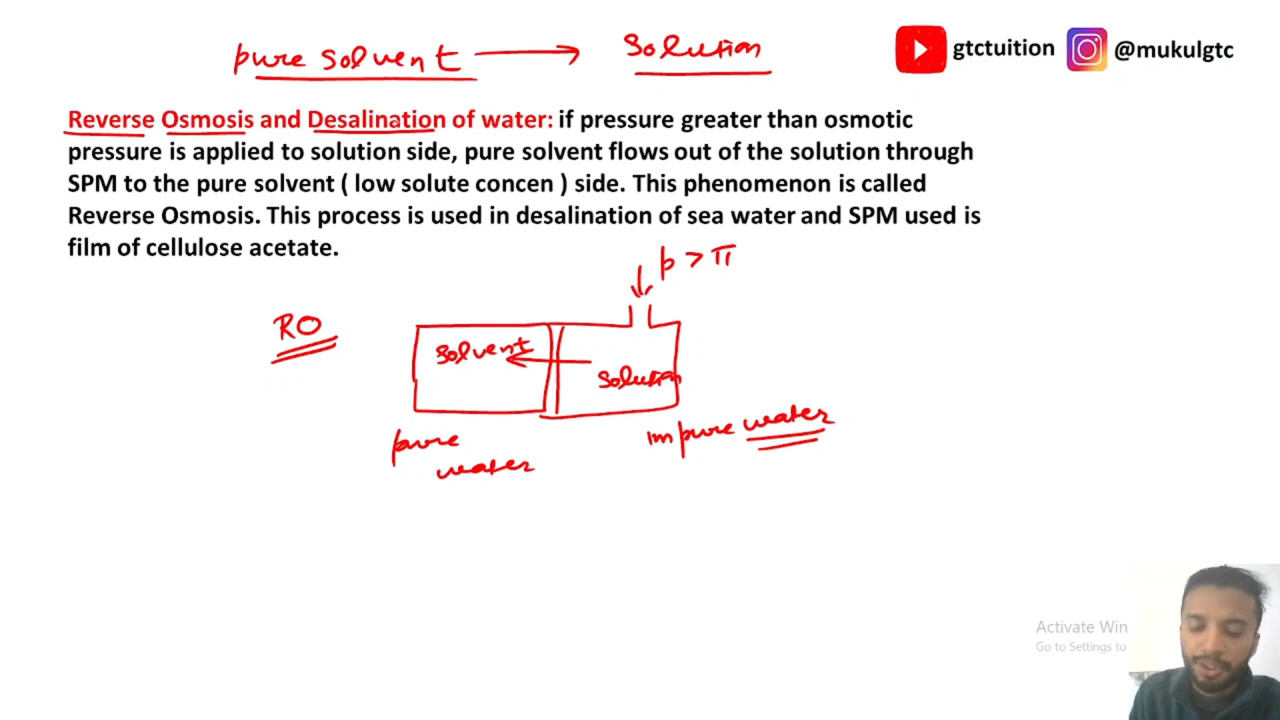 pure solvent → solution
gtctuition @mukulgtc
Reverse Osmosis and Desalination of water: if pressure greater than osmotic
pressure is applied to solution side, pure solvent flows out of the solution through
SPM to the pure solvent ( low solute concen ) side. This phenomenon is called
Reverse Osmosis. This process is used in desalination of sea water and SPM used is
film of cellulose acetate.
p > π
RO
solvent
solution
pure
water
impure water
Activate Win
Go to Settings to